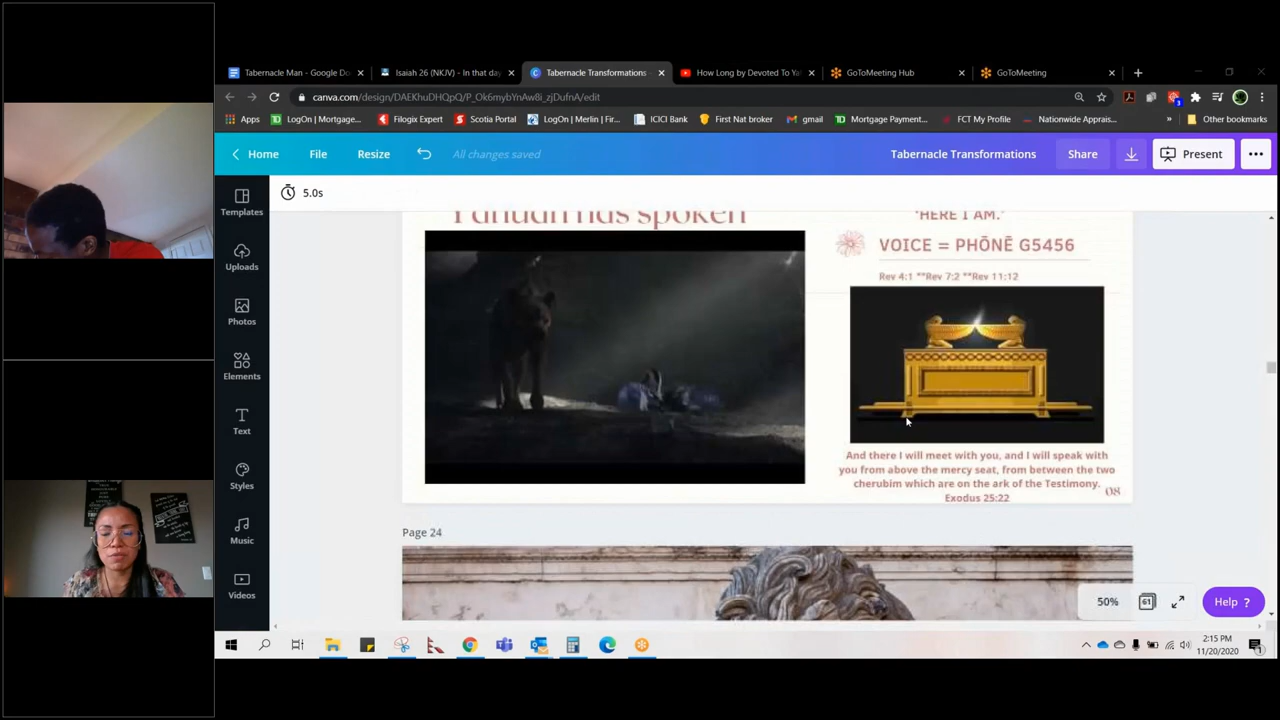 Tabernacle Man - Google Do
Isaiah 26 (NKJV) - In that day
Tabernacle Transformations -
How Long by Devoted To Ya
GoToMeeting Hub
GoToMeeting
canva.com/design/DAEKhuDHQpQ/P_Ok6mybYnAw8i_zjDufnA/edit
Apps
LogOn | Mortgage...
Filogix Expert
Scotia Portal
LogOn | Merlin | Fir...
ICICI Bank
First Nat broker
gmail
Mortgage Payment...
FCT My Profile
Nationwide Apprais...
»
Other bookmarks
Home
File
Resize
All changes saved
Tabernacle Transformations
Share
Present
5.0s
Templates
Uploads
Photos
Elements
Text
Styles
Music
Videos
has spoken
'HERE I AM.'
VOICE = PHŌNĒ G5456
Rev 4:1 **Rev 7:2 **Rev 11:12
And there I will meet with you, and I will speak with
you from above the mercy seat, from between the two
cherubim which are on the ark of the Testimony.
Exodus 25:22
08
Page 24
50%
61
Help ?
2:15 PM
11/20/2020